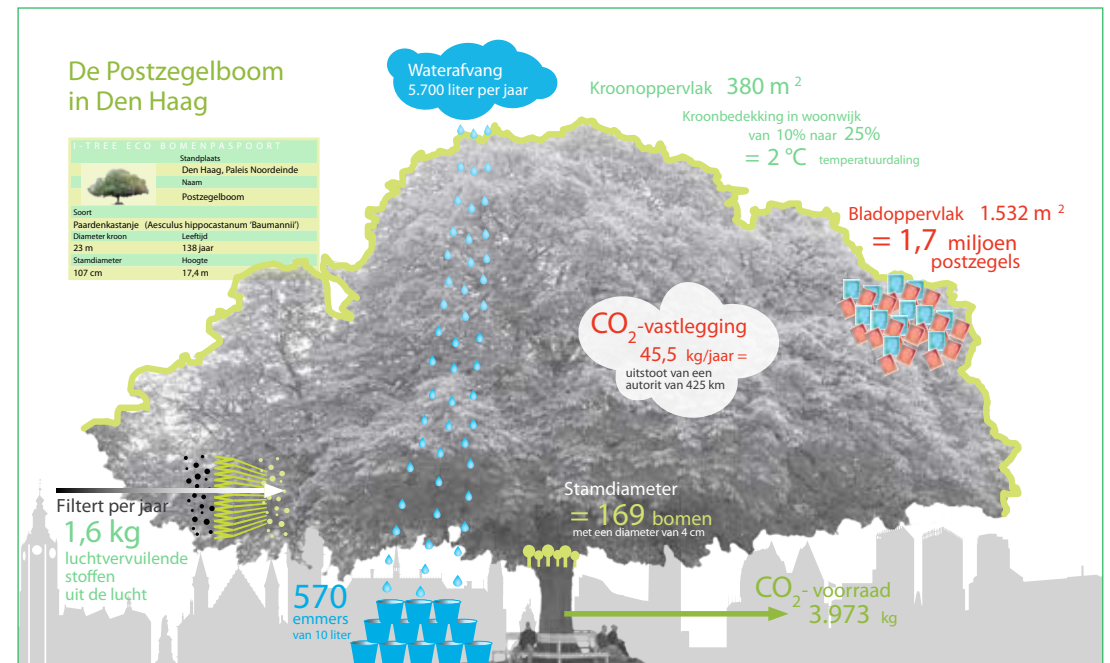 De Postzegelboom
in Den Haag
I-TREE ECO BOMENPASPOORT
Standplaats
Den Haag, Paleis Noordeinde
Naam
Postzegelboom
Soort
Paardenkastanje (Aesculus hippocastanum 'Baumannii')
Diameter kroon Leeftijd
23 m 138 jaar
Stamdiameter Hoogte
107 cm 17,4 m
Waterafvang
5.700 liter per jaar
Kroonoppervlak 380 m 2
Kroonbedekking in woonwijk
van 10% naar 25%
= 2 °C temperatuurdaling
Bladoppervlak 1.532 m 2
= 1,7 miljoen
postzegels
CO2-vastlegging
45,5 kg/jaar =
uitstoot van een
autorit van 425 km
Filtert per jaar
1,6 kg
luchtvervuilende
stoffen
uit de lucht
Stamdiameter
= 169 bomen
met een diameter van 4 cm
570
emmers
van 10 liter
CO2- voorraad
3.973 kg